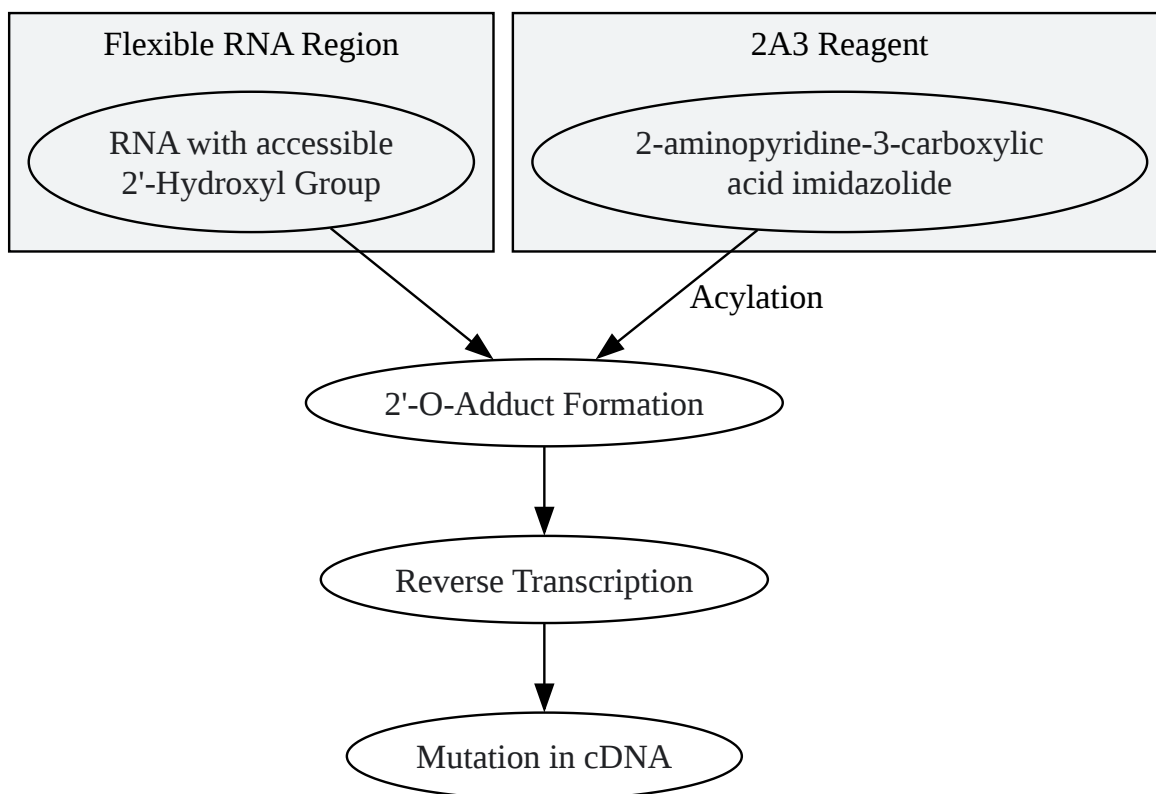 Flexible RNA Region
2A3 Reagent
RNA with accessible
2'-Hydroxyl Group
2-aminopyridine-3-carboxylic
acid imidazolide
Acylation
2'-O-Adduct Formation
Reverse Transcription
Mutation in cDNA